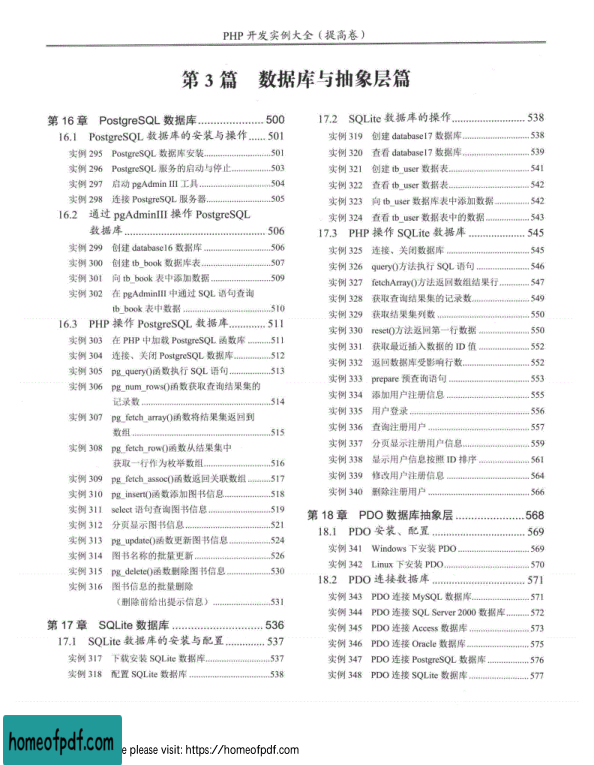 PHP 开发实例大全（提高卷）
第 3 篇 数据库与抽象层篇
第 16 章 PostgreSQL 数据库...................... 500
16.1 PostgreSQL 数据库的安装与操作...... 501
实例 295 PostgreSQL 数据库安装..........................501
实例 296 PostgreSQL 服务的启动与停止...............503
实例 297 启动 pgAdmin III 工具............................504
实例 298 连接 PostgreSQL 服务器.........................505
16.2 通过 pgAdminIII 操作 PostgreSQL
数据库............................................. 506
实例 299 创建 database16 数据库..........................506
实例 300 创建 tb_book 数据库表...........................507
实例 301 向 tb_book 表中添加数据.......................509
实例 302 在 pgAdminIII 中通过 SQL 语句查询
tb_book 表中数据....................................510
16.3 PHP 操作 PostgreSQL 数据库............ 511
实例 303 在 PHP 中加载 PostgreSQL 函数库.........511
实例 304 连接、关闭 PostgreSQL 数据库..............512
实例 305 pg_query()函数执行 SQL 语句................513
实例 306 pg_num_rows()函数获取查询结果集的
记录数.....................................................514
实例 307 pg_fetch_array()函数将结果集返回到
数组.........................................................515
实例 308 pg_fetch_row()函数从结果集中
获取一行作为枚举数组..........................516
实例 309 pg_fetch_assoc()函数返回关联数组.........517
实例 310 pg_insert()函数添加图书信息..................518
实例 311 select 语句查询图书信息.........................519
实例 312 分页显示图书信息.................................521
实例 313 pg_update()函数更新图书信息................524
实例 314 图书名称的批量更新..............................526
实例 315 pg_delete()函数删除图书信息.................530
实例 316 图书信息的批量删除
（删除前给出提示信息）......................531
第 17 章 SQLite 数据库.............................. 536
17.1 SQLite 数据库的安装与配置.............. 537
实例 317 下载安装 SQLite 数据库.........................537
实例 318 配置 SQLite 数据库...............................538
17.2 SQLite 数据库的操作......................... 538
实例 319 创建 database17 数据库..........................538
实例 320 查看 database17 数据库..........................539
实例 321 创建 tb_user 数据表...............................541
实例 322 查看 tb_user 数据表...............................542
实例 323 向 tb_user 数据库表中添加数据.............542
实例 324 查看 tb_user 数据表中的数据.................543
17.3 PHP 操作 SQLite 数据库................... 545
实例 325 连接、关闭数据库.................................545
实例 326 query()方法执行 SQL 语句.....................546
实例 327 fetchArray()方法返回数组结果行...........547
实例 328 获取查询结果集的记录数......................549
实例 329 获取结果集列数....................................550
实例 330 reset()方法返回第一行数据....................550
实例 331 获取最近插入数据的 ID 值....................552
实例 332 返回数据库受影响行数.........................552
实例 333 prepare 预查询语句................................553
实例 334 添加用户注册信息.................................555
实例 335 用户登录...............................................556
实例 336 查询注册用户........................................557
实例 337 分页显示注册用户信息.........................559
实例 338 显示用户信息按照 ID 排序....................561
实例 339 修改用户注册信息.................................564
实例 340 删除注册用户........................................566
第 18 章 PDO 数据库抽象层....................... 568
18.1 PDO 安装、配置................................ 569
实例 341 Windows 下安装 PDO............................569
实例 342 Linux 下安装 PDO.................................570
18.2 PDO 连接数据库................................ 571
实例 343 PDO 连接 MySQL 数据库......................571
实例 344 PDO 连接 SQL Server 2000 数据库.........572
实例 345 PDO 连接 Access 数据库.......................573
实例 346 PDO 连接 Oracle 数据库........................575
实例 347 PDO 连接 PostgreSQL 数据库................576
实例 348 PDO 连接 SQLite 数据库.......................577
homeofpdf.com
e please visit: https://homeofpdf.com